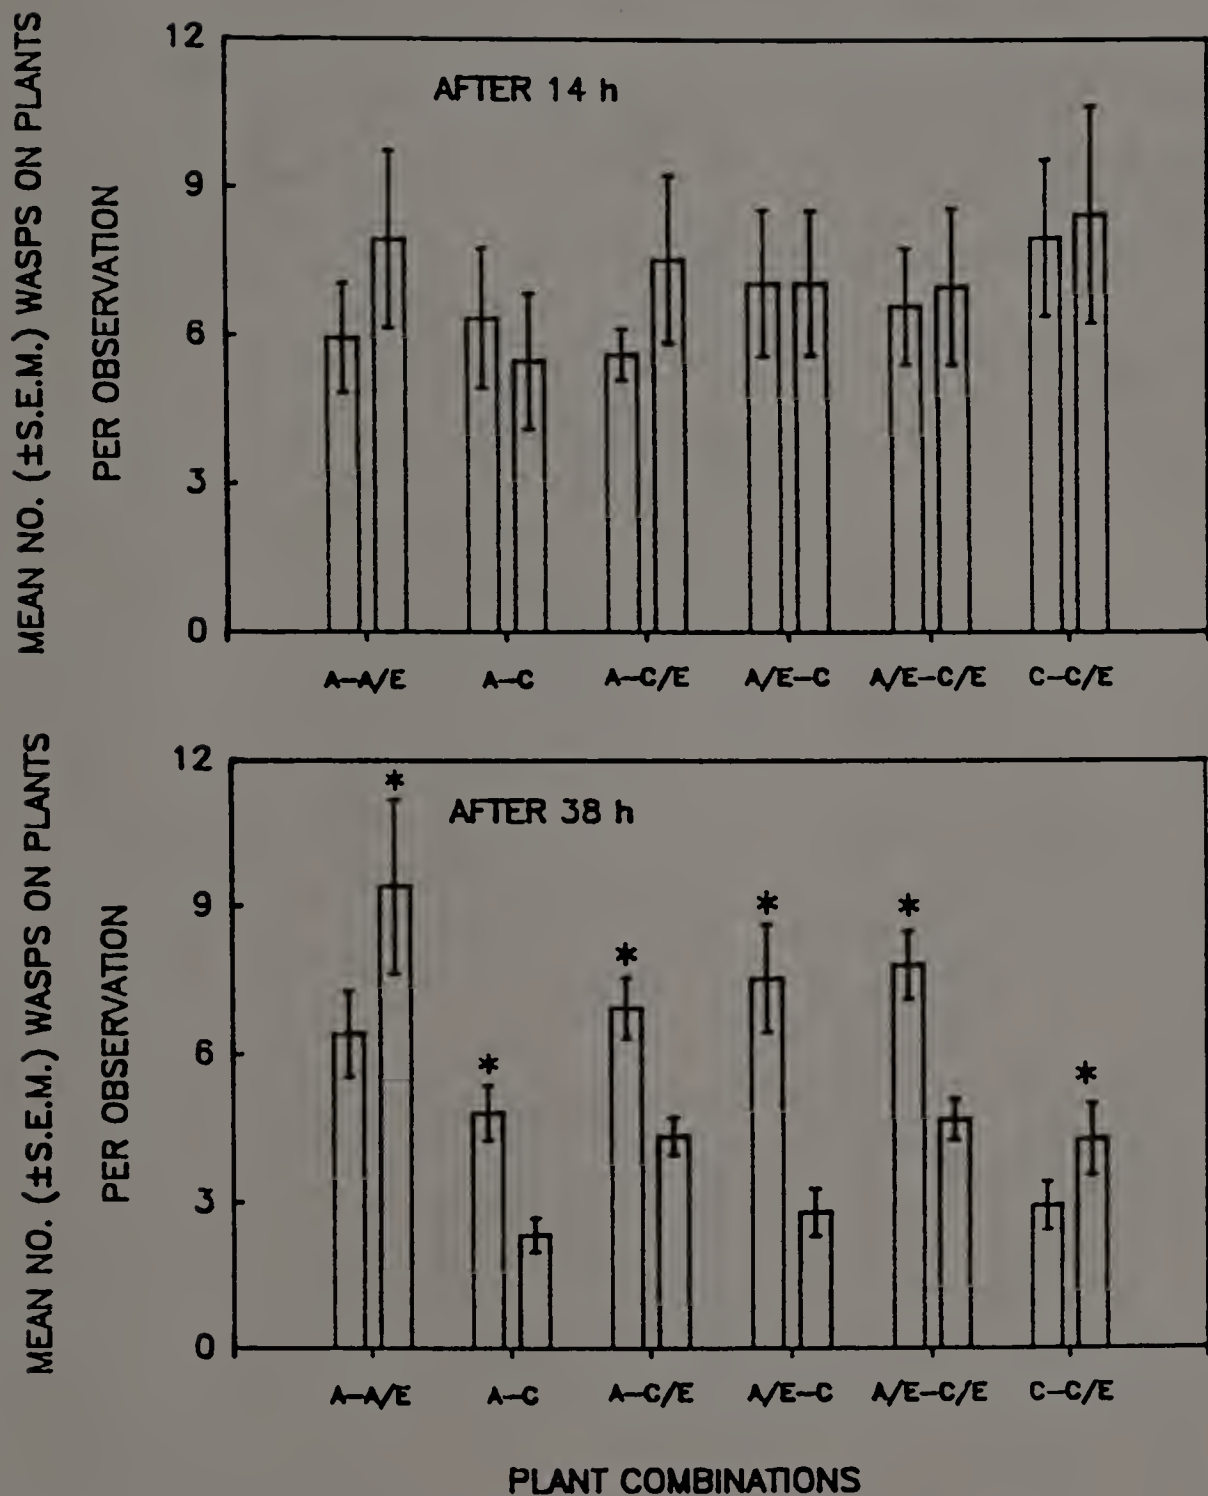 MEAN NO. (±S.E.M.) WASPS ON PLANTS
PER OBSERVATION
12
9
6
3
0
AFTER 14 h
A-A/E A-C A-C/E A/E-C A/E-C/E C-C/E
MEAN NO. (±S.E.M.) WASPS ON PLANTS
PER OBSERVATION
12
9
6
3
0
AFTER 38 h
*
*
*
*
*
*
A-A/E A-C A-C/E A/E-C A/E-C/E C-C/E
PLANT COMBINATIONS